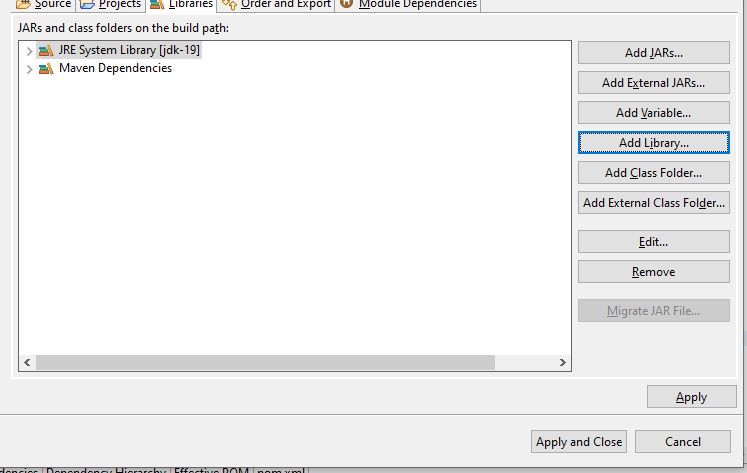 Source Projects Libraries Order and Export Module Dependencies
JARs and class folders on the build path:
JRE System Library [jdk-19]
Maven Dependencies
Add JARs...
Add External JARs...
Add Variable...
Add Library...
Add Class Folder...
Add External Class Folder...
Edit...
Remove
Migrate JAR File...
Apply
Apply and Close Cancel
Dependency Hierarchy Effective POM pom.xml